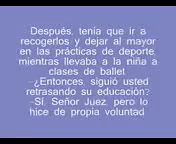 Después, tenía que ir a
recogerlos y dejar al mayor
en las prácticas de deporte,
mientras llevaba a la niña a
clases de ballet
–¿Entonces, siguió usted
retrasando su educación?
–Sí, Señor Juez, pero lo
hice de propia voluntad